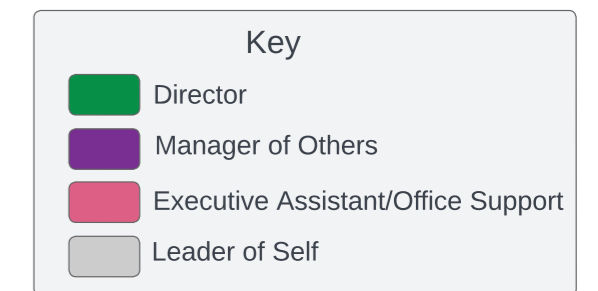 Key
Director
Manager of Others
Executive Assistant/Office Support
Leader of Self